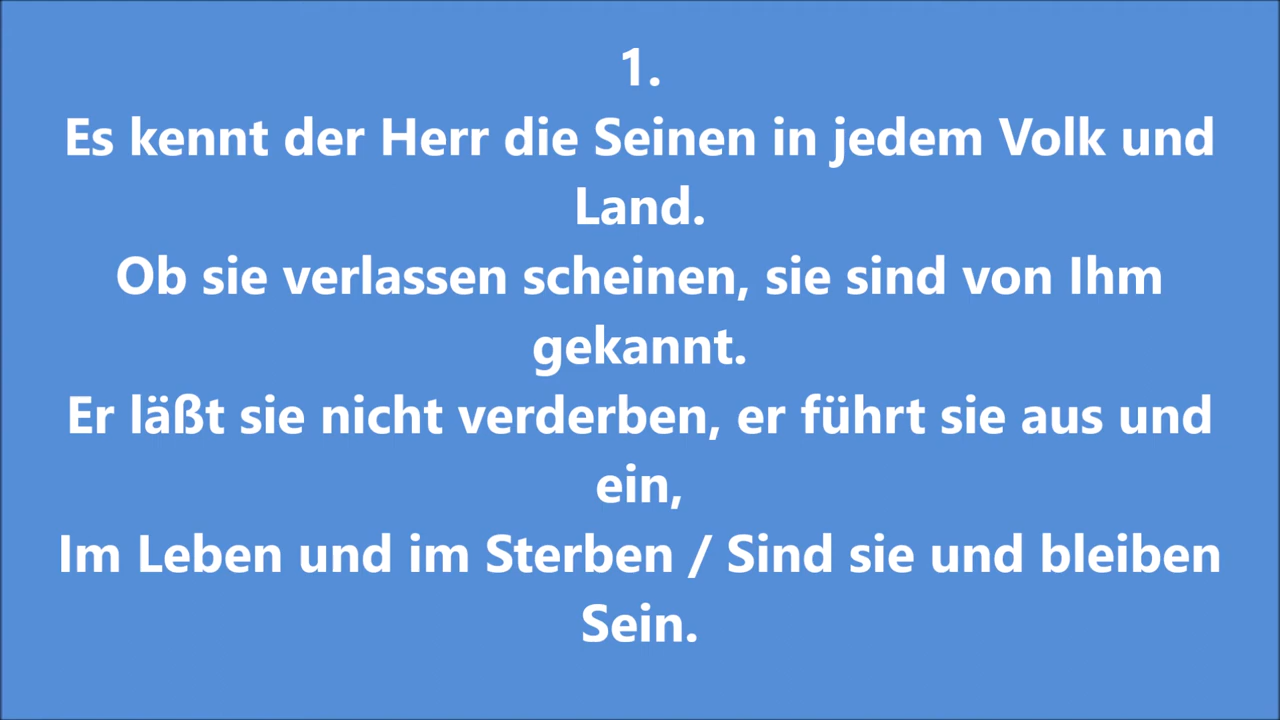 1.
Es kennt der Herr die Seinen in jedem Volk und
Land.
Ob sie verlassen scheinen, sie sind von Ihm
gekannt.
Er läßt sie nicht verderben, er führt sie aus und
ein,
Im Leben und im Sterben / Sind sie und bleiben
Sein.